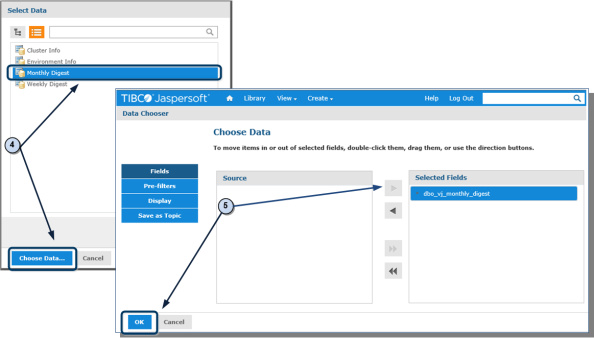 Select Data
Cluster Info
Environment Info
Monthly Digest
Weekly Digest
4
Choose Data...
Cancel
TIBCO Jaspersoft
Library
View
Create
Help
Log Out
Data Chooser
Choose Data
To move items in or out of selected fields, double-click them, drag them, or use the direction buttons.
Fields
Pre-filters
Display
Save as Topic
Source
5
Selected Fields
dbo_vj_monthly_digest
OK
Cancel